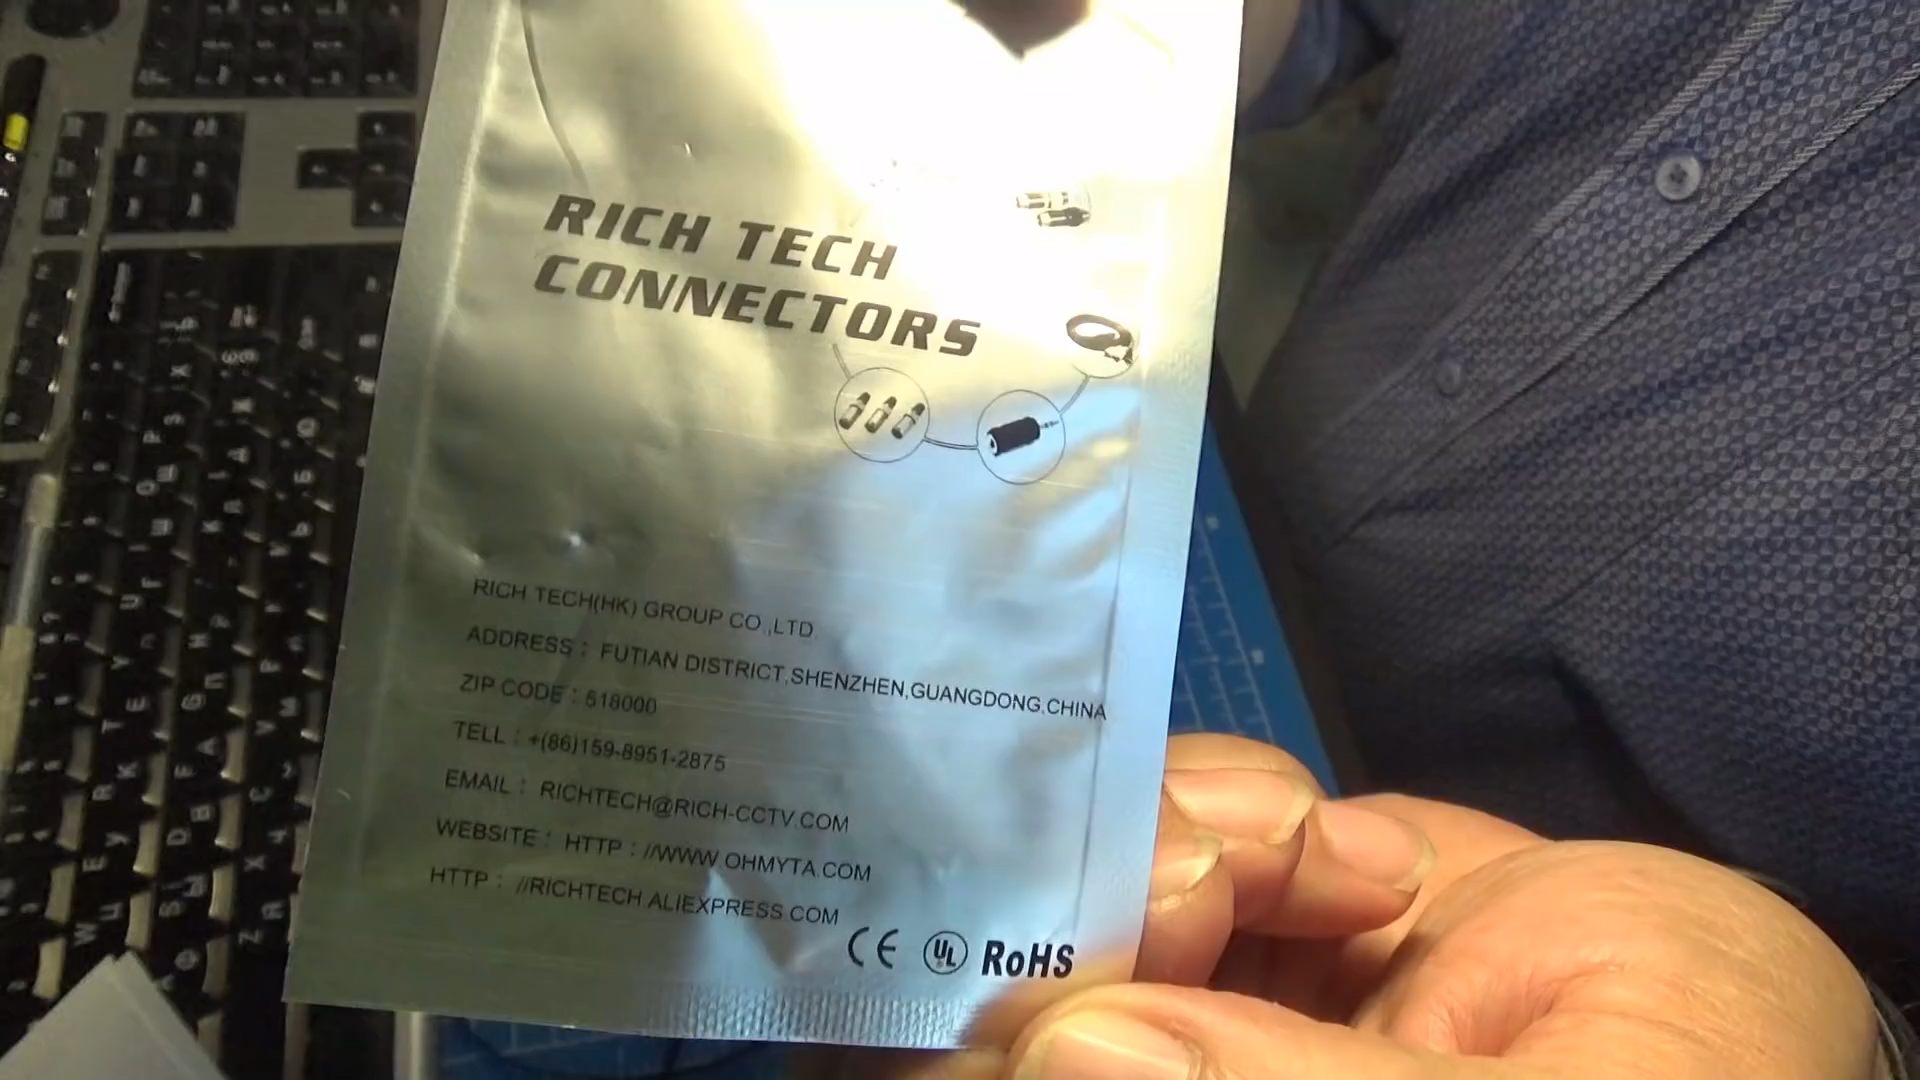 RICH TECH
CONNECTORS
RICH TECH(HK) GROUP CO.,LTD.
ADDRESS : FUTIAN DISTRICT,SHENZHEN,GUANGDONG,CHINA
ZIP CODE : 518000
TELL : +(86)159-8951-2875
EMAIL : RICHTECH@RICH-CCTV.COM
WEBSITE : HTTP : //WWW.OHMYTA.COM
HTTP : //RICHTECH.ALIEXPRESS.COM
CE UL RoHS